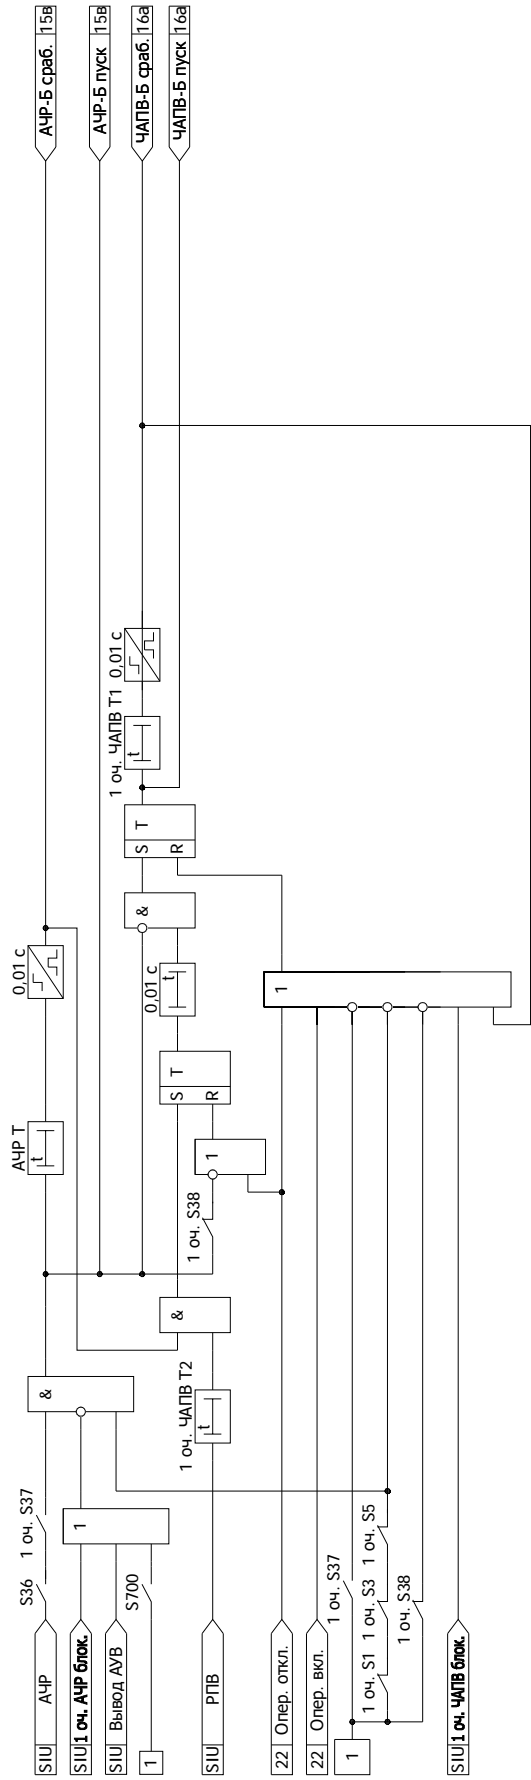 АЧР-Б сраб. 15в
АЧР-Б пуск 15в
ЧАПВ-Б сраб. 16а
ЧАПВ-Б пуск 16а
0,01 с
1 оч. ЧАПВ Т1
t
S T
R
&
0,01 с
t
0,01 с
1
S T
R
АЧР Т
t
1
1 оч. S38
&
1 оч. ЧАПВ Т2
t
&
1
S36
1 оч. S37
S700
1 оч. S37
1 оч. S1
1 оч. S3
1 оч. S5
1 оч. S38
SIU АЧР
SIU 1 оч. АЧР блок.
SIU Вывод АУВ
1
SIU РПВ
22 Опер. откл.
22 Опер. вкл.
1
SIU 1 оч. ЧАПВ блок.